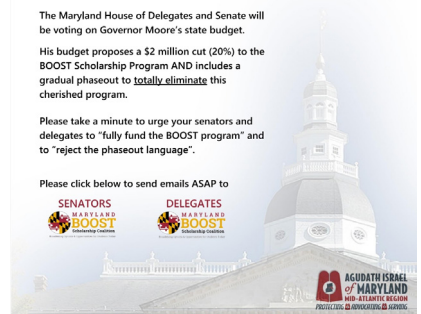 The Maryland House of Delegates and Senate will
be voting on Governor Moore's state budget.
His budget proposes a $2 million cut (20%) to the
BOOST Scholarship Program AND includes a
gradual phaseout to totally eliminate this
cherished program.
Please take a minute to urge your senators and
delegates to "fully fund the BOOST program" and
to "reject the phaseout language".
Please click below to send emails ASAP to
SENATORS
MARYLAND
BOOST
Scholarship Coalition
DELEGATES
MARYLAND
BOOST
Scholarship Coalition
AGUDATH ISRAEL
of MARYLAND
MID-ATLANTIC REGION
PROTECTING ADVOCATING SERVING